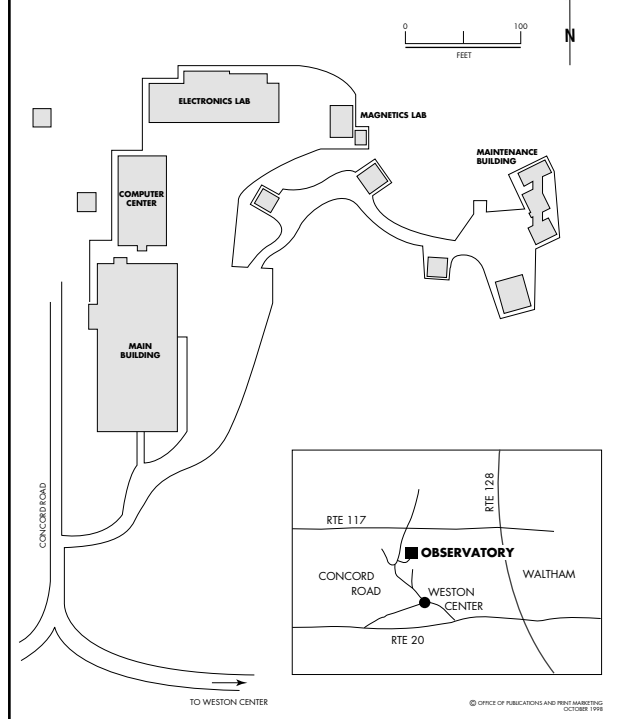 0 100
FEET
N
ELECTRONICS LAB
MAGNETICS LAB
MAINTENANCE
BUILDING
COMPUTER
CENTER
MAIN
BUILDING
CONCORD ROAD
RTE 117
RTE 128
OBSERVATORY
CONCORD
ROAD
WESTON
CENTER
WALTHAM
RTE 20
TO WESTON CENTER
© OFFICE OF PUBLICATIONS AND PRINT MARKETING
OCTOBER 1998